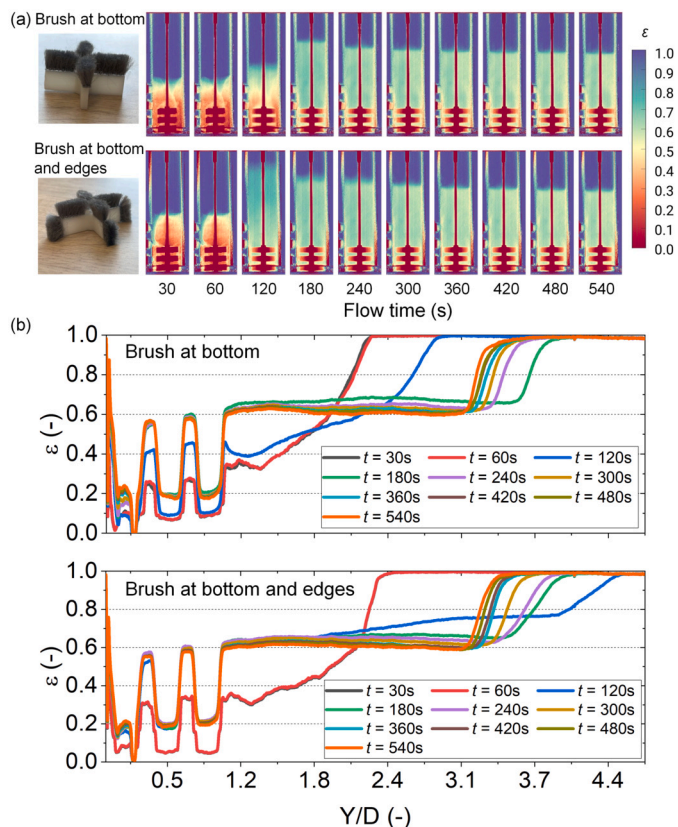 (a) Brush at bottom
ε
1.0
0.9
0.8
0.7
0.6
0.5
0.4
0.3
0.2
0.1
0.0
Brush at bottom
and edges
30 60 120 180 240 300 360 420 480 540
Flow time (s)
(b)
1.0
0.8
0.6
0.4
0.2
0.0
ε (-)
Brush at bottom
t = 30s t = 60s t = 120s
t = 180s t = 240s t = 300s
t = 360s t = 420s t = 480s
t = 540s
1.0
0.8
0.6
0.4
0.2
0.0
ε (-)
Brush at bottom and edges
t = 30s t = 60s t = 120s
t = 180s t = 240s t = 300s
t = 360s t = 420s t = 480s
t = 540s
0.5 1.2 1.8 2.4 3.1 3.7 4.4
Y/D (-)